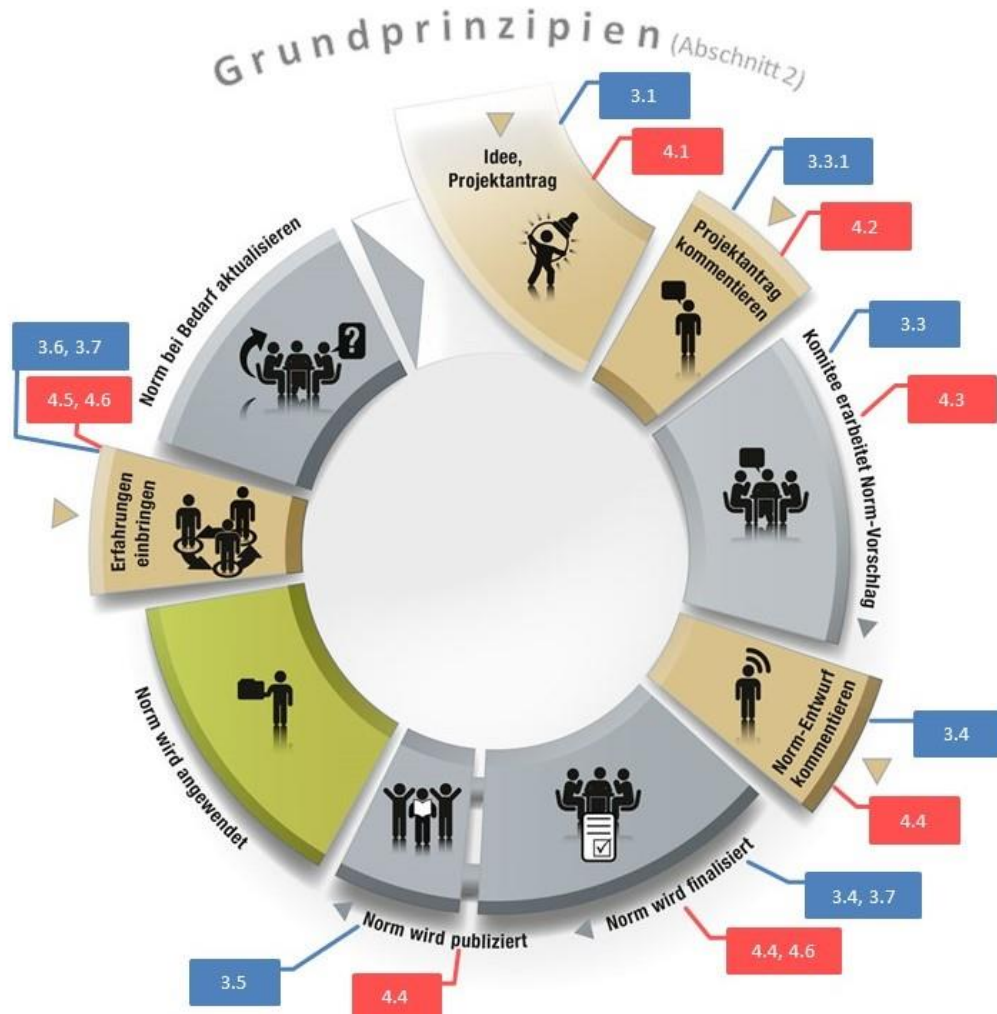 Grundprinzipien (Abschnitt 2)
3.1
4.1
Idee,
Projektantrag
3.3.1
4.2
Projektantrag
kommentieren
3.3
4.3
Komitee erarbeitet Norm-Vorschlag
Norm-Entwurf
kommentieren
3.4
4.4
Norm wird finalisiert
3.4, 3.7
4.4, 4.6
Norm wird publiziert
3.5
4.4
Norm wird angewendet
Erfahrungen
einbringen
3.6, 3.7
4.5, 4.6
Norm bei Bedarf aktualisieren
?